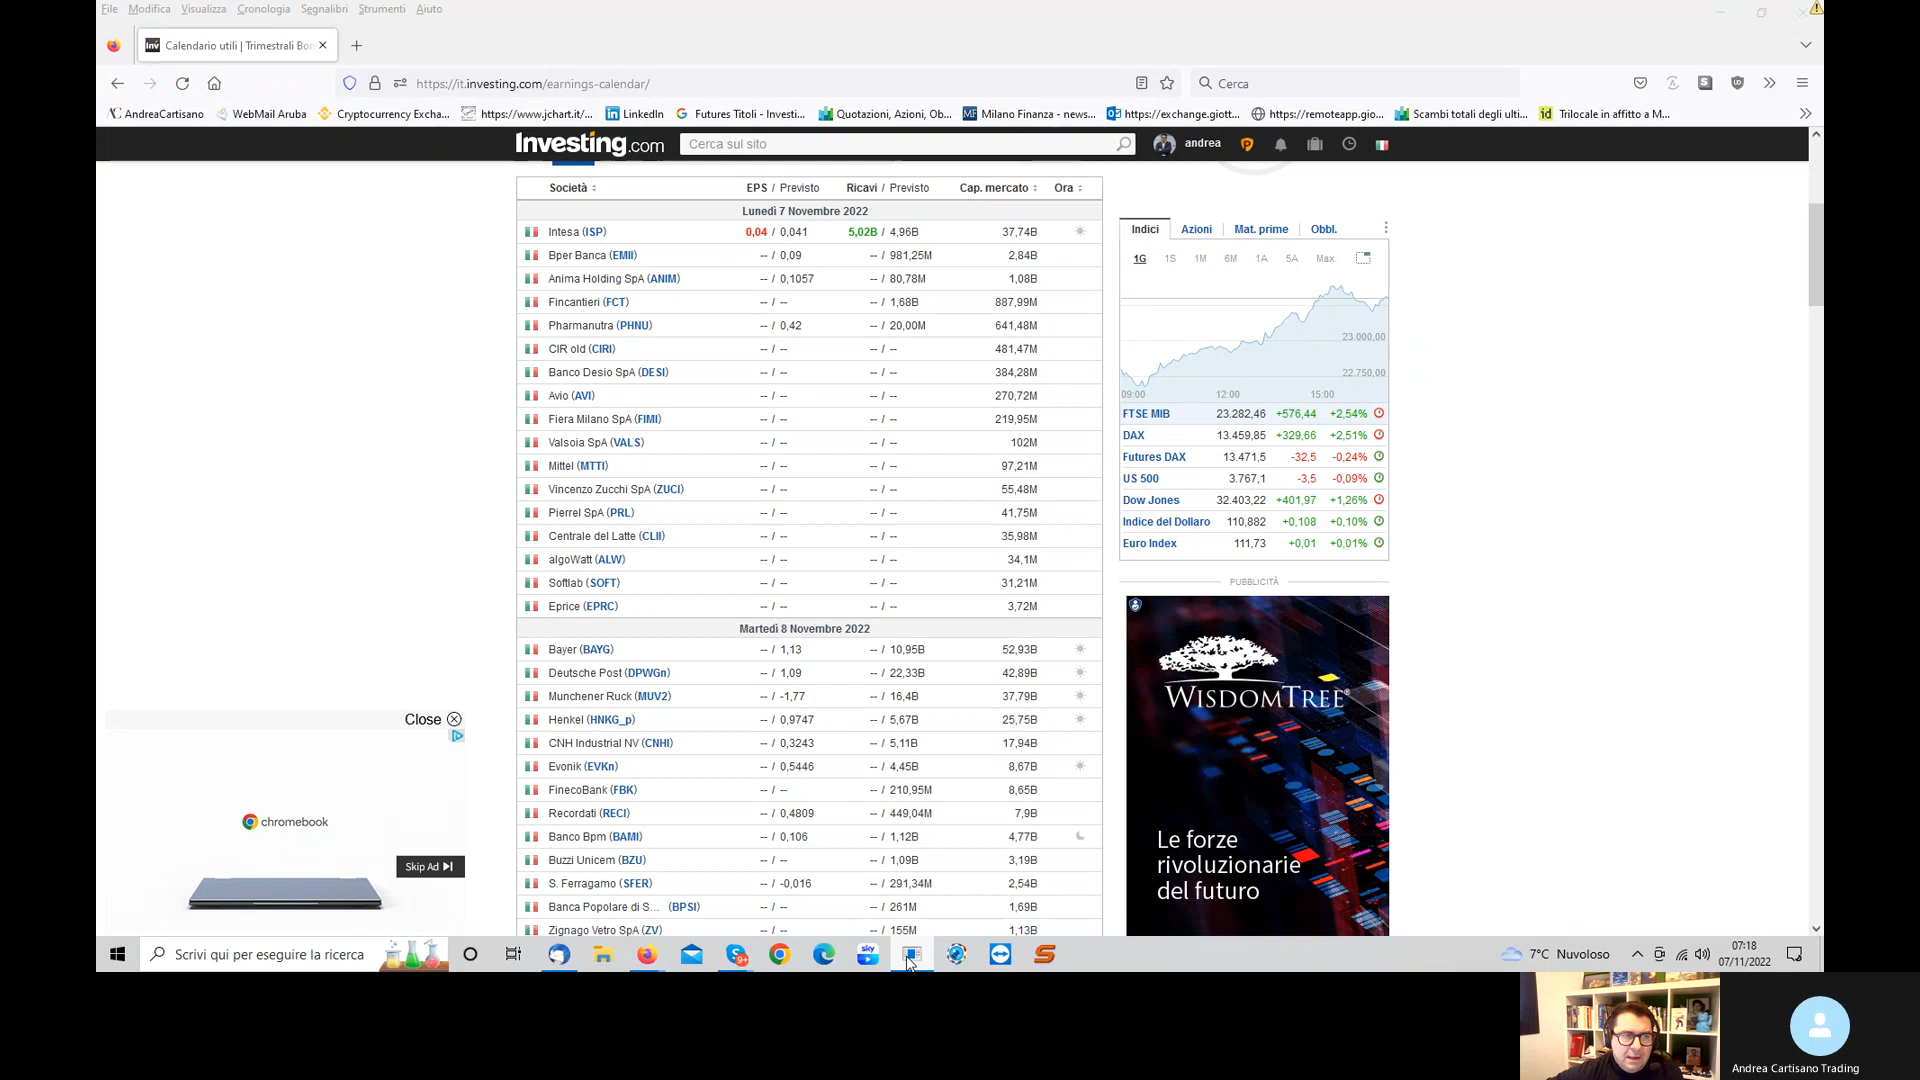 File Modifica Visualizza Cronologia Segnalibri Strumenti Aiuto
Inv Calendario utili | Trimestrali Bor
https://it.investing.com/earnings-calendar/
Cerca
AndreaCartisano WebMail Aruba Cryptocurrency Excha... https://www.jchart.it/... LinkedIn Futures Titoli - Investi... Quotazioni, Azioni, Ob... Milano Finanza - news... https://exchange.giott... https://remoteapp.gio... Scambi totali degli ulti... id Trilocale in affitto a M...
Investing.com Cerca sul sito andrea
Società EPS / Previsto Ricavi / Previsto Cap. mercato Ora
Lunedì 7 Novembre 2022
Intesa (ISP) 0,04 / 0,041 5,02B / 4,96B 37,74B
Bper Banca (EMII) -- / 0,09 -- / 981,25M 2,84B
Anima Holding SpA (ANIM) -- / 0,1057 -- / 80,78M 1,08B
Fincantieri (FCT) -- / -- -- / 1,68B 887,99M
Pharmanutra (PHNU) -- / 0,42 -- / 20,00M 641,48M
CIR old (CIRI) -- / -- -- / -- 481,47M
Banco Desio SpA (DESI) -- / -- -- / -- 384,28M
Avio (AVI) -- / -- -- / -- 270,72M
Fiera Milano SpA (FIMI) -- / -- -- / -- 219,95M
Valsoia SpA (VALS) -- / -- -- / -- 102M
Mittel (MTTI) -- / -- -- / -- 97,21M
Vincenzo Zucchi SpA (ZUCI) -- / -- -- / -- 55,48M
Pierrel SpA (PRL) -- / -- -- / -- 41,75M
Centrale del Latte (CLII) -- / -- -- / -- 35,98M
algoWatt (ALW) -- / -- -- / -- 34,1M
Softlab (SOFT) -- / -- -- / -- 31,21M
Eprice (EPRC) -- / -- -- / -- 3,72M
Martedì 8 Novembre 2022
Bayer (BAYG) -- / 1,13 -- / 10,95B 52,93B
Deutsche Post (DPWGn) -- / 1,09 -- / 22,33B 42,89B
Munchener Ruck (MUV2) -- / -1,77 -- / 16,4B 37,79B
Henkel (HNKG_p) -- / 0,9747 -- / 5,67B 25,75B
CNH Industrial NV (CNHI) -- / 0,3243 -- / 5,11B 17,94B
Evonik (EVKn) -- / 0,5446 -- / 4,45B 8,67B
FinecoBank (FBK) -- / -- -- / 210,95M 8,65B
Recordati (RECI) -- / 0,4809 -- / 449,04M 7,9B
Banco Bpm (BAMI) -- / 0,106 -- / 1,12B 4,77B
Buzzi Unicem (BZU) -- / -- -- / 1,09B 3,19B
S. Ferragamo (SFER) -- / -0,016 -- / 291,34M 2,54B
Banca Popolare di S... (BPSI) -- / -- -- / 261M 1,69B
Zignago Vetro SpA (ZV) -- / -- -- / 155M 1,13B
Indici Azioni Mat. prime Obbl.
1G 1S 1M 6M 1A 5A Max.
23.000,00
22.750,00
09:00 12:00 15:00
FTSE MIB 23.282,46 +576,44 +2,54%
DAX 13.459,85 +329,66 +2,51%
Futures DAX 13.471,5 -32,5 -0,24%
US 500 3.767,1 -3,5 -0,09%
Dow Jones 32.403,22 +401,97 +1,26%
Indice del Dollaro 110,882 +0,108 +0,10%
Euro Index 111,73 +0,01 +0,01%
PUBBLICITÀ
WISDOMTREE®
Le forze
rivoluzionarie
del futuro
Close
chromebook
Skip Ad
Scrivi qui per eseguire la ricerca
9+
sky
7°C Nuvoloso
07:18
07/11/2022
Andrea Cartisano Trading